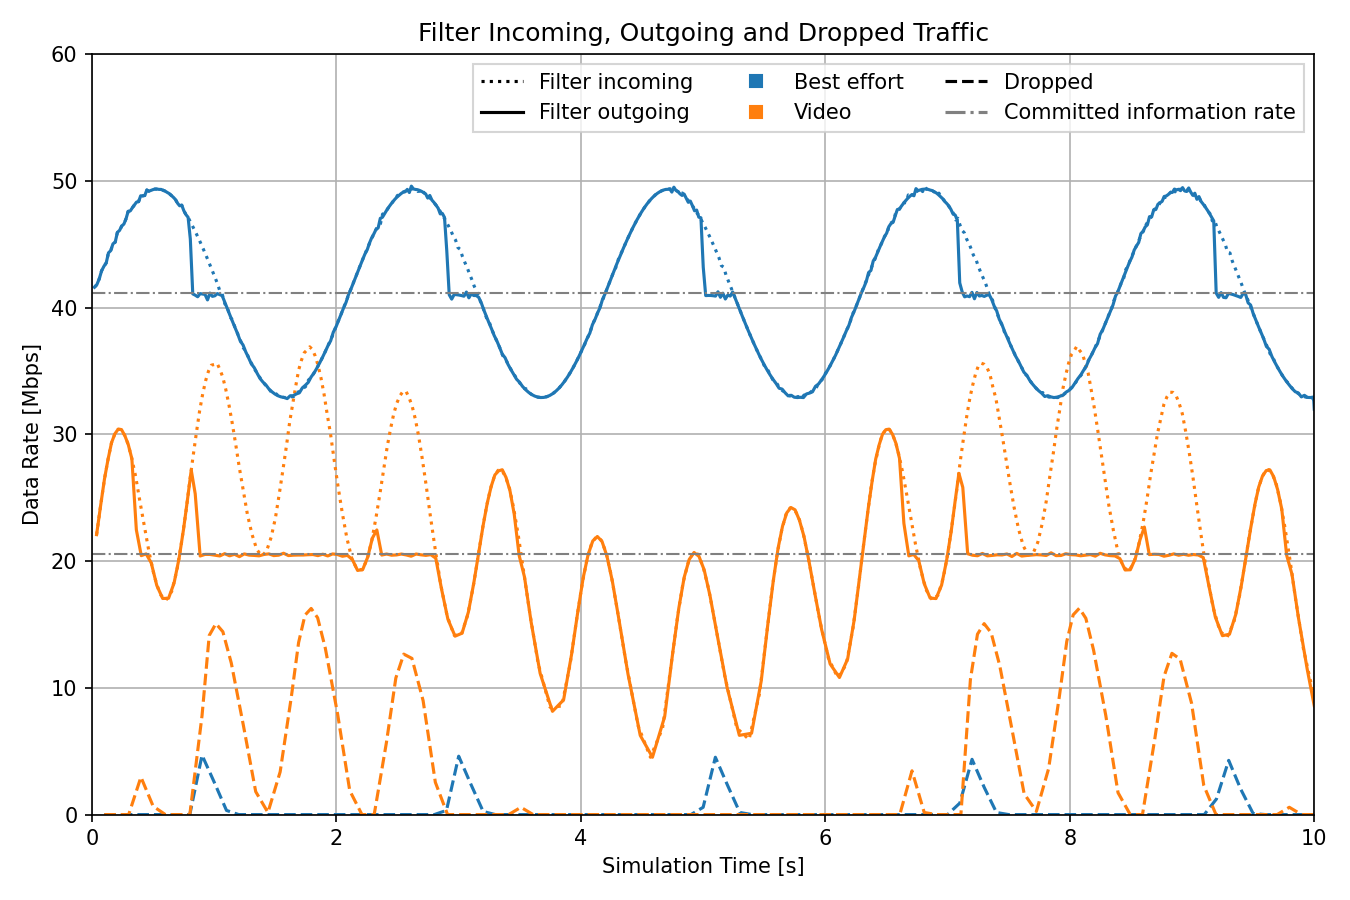 Filter Incoming, Outgoing and Dropped Traffic
Filter incoming
Filter outgoing
Best effort
Video
Dropped
Committed information rate
Data Rate [Mbps]
60
50
40
30
20
10
0
0 2 4 6 8 10
Simulation Time [s]